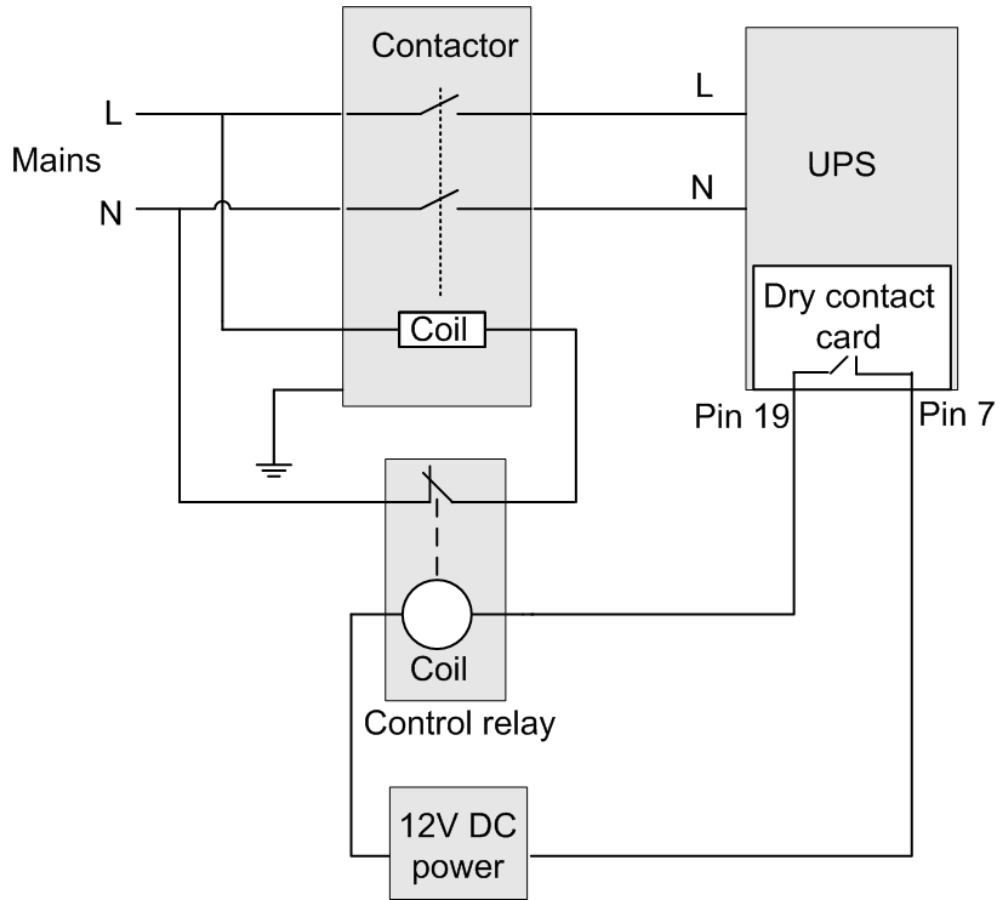 Contactor
L
L
Mains
UPS
N
N
Dry contact
card
Coil
Pin 19
Pin 7
Coil
Control relay
12V DC
power